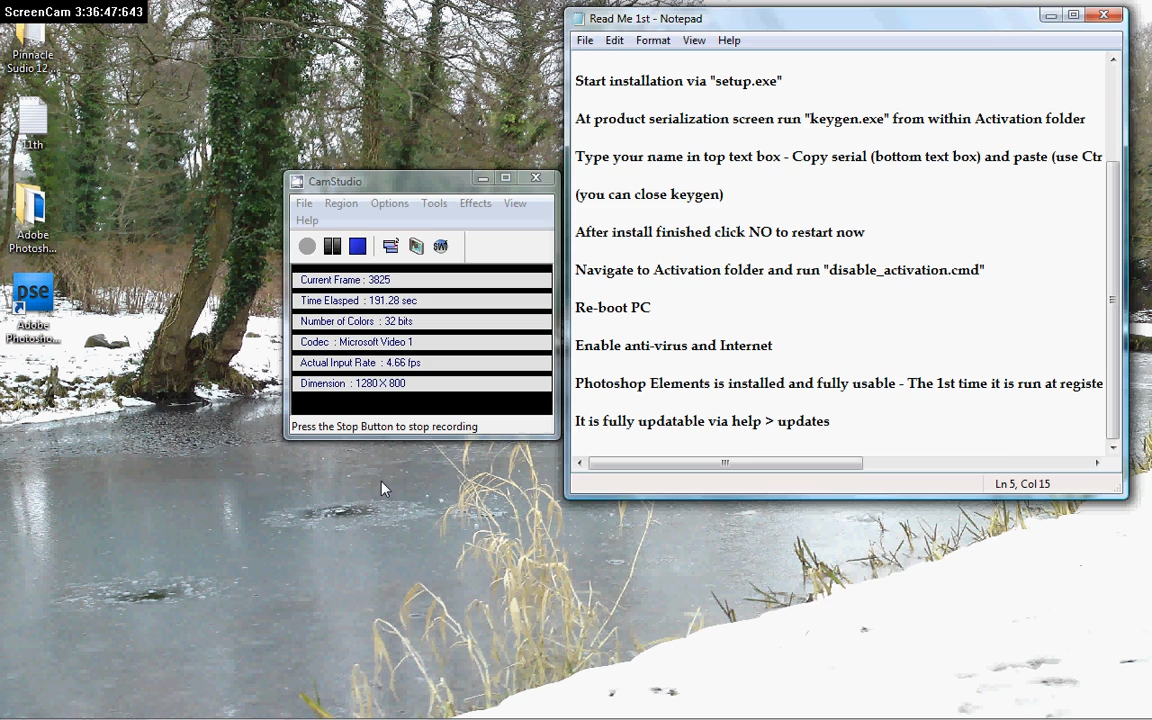 ScreenCam 3:36:47:643
Pinnacle
Sudio 12 ...
11th
Adobe
Photosh...
pse
Adobe
Photosho...
CamStudio
File Region Options Tools Effects View
Help
Current Frame : 3825
Time Elasped : 191.28 sec
Number of Colors : 32 bits
Codec : Microsoft Video 1
Actual Input Rate : 4.66 fps
Dimension : 1280 X 800
Press the Stop Button to stop recording
Read Me 1st - Notepad
File Edit Format View Help
Start installation via "setup.exe"
At product serialization screen run "keygen.exe" from within Activation folder
Type your name in top text box - Copy serial (bottom text box) and paste (use Ctr
(you can close keygen)
After install finished click NO to restart now
Navigate to Activation folder and run "disable_activation.cmd"
Re-boot PC
Enable anti-virus and Internet
Photoshop Elements is installed and fully usable - The 1st time it is run at registe
It is fully updatable via help > updates
Ln 5, Col 15